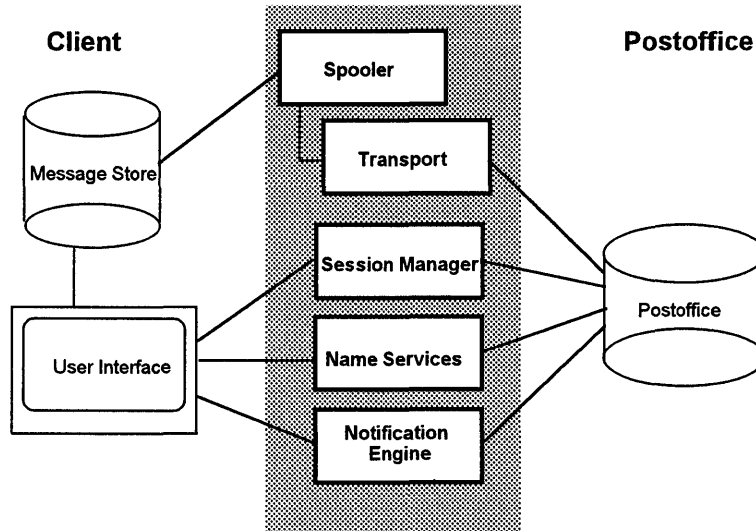 Client
Postoffice
Spooler
Message Store
Transport
Session Manager
Postoffice
User Interface
Name Services
Notification
Engine